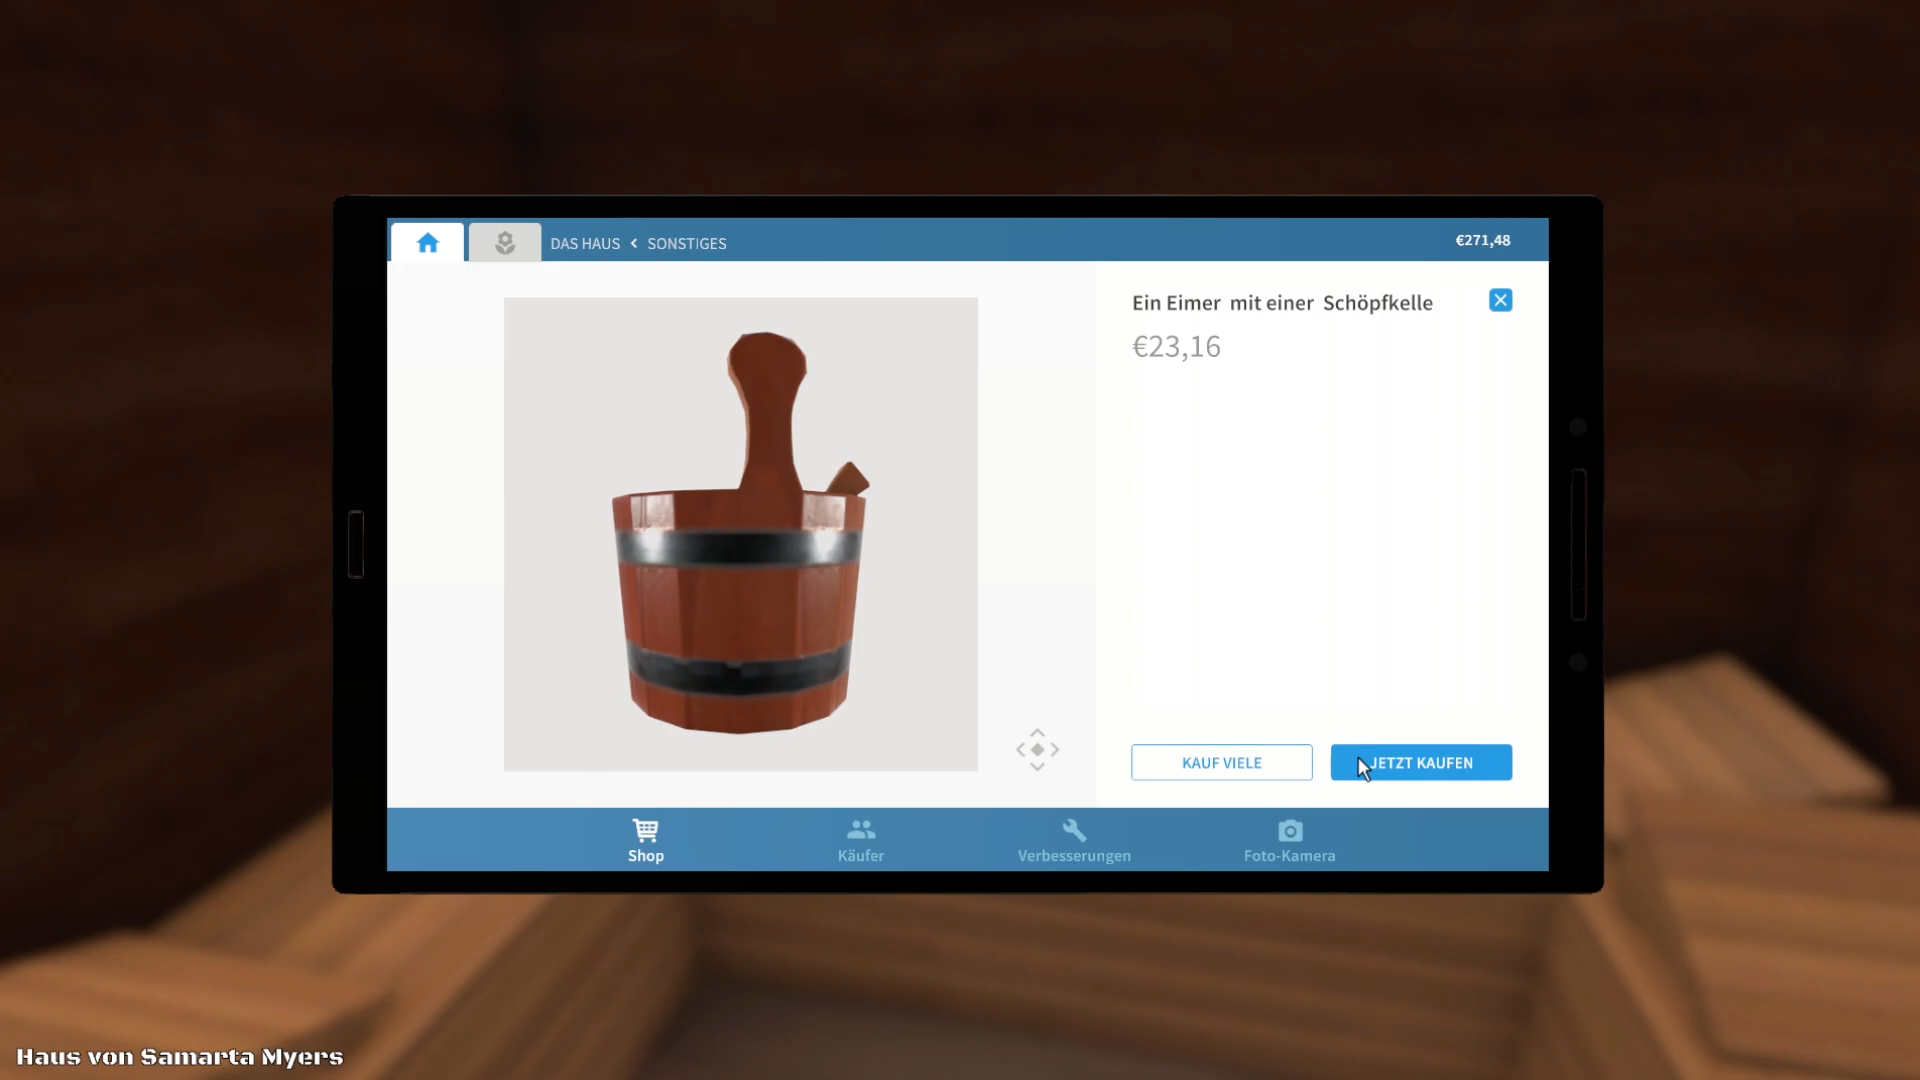 DAS HAUS < SONSTIGES
€271,48
Ein Eimer mit einer Schöpfkelle
€23,16
KAUF VIELE
JETZT KAUFEN
Shop
Käufer
Verbesserungen
Foto-Kamera
Haus von Samarta Myers